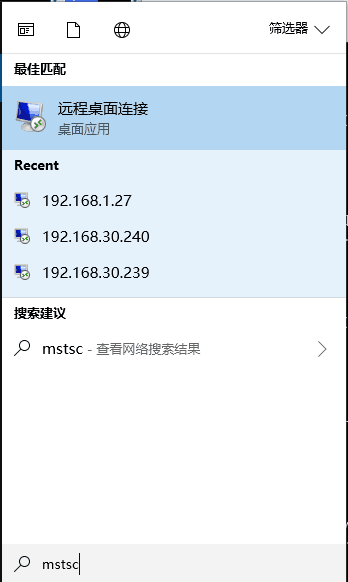 筛选器
最佳匹配
远程桌面连接
桌面应用
Recent
192.168.1.27
192.168.30.240
192.168.30.239
搜索建议
mstsc - 查看网络搜索结果
mstsc